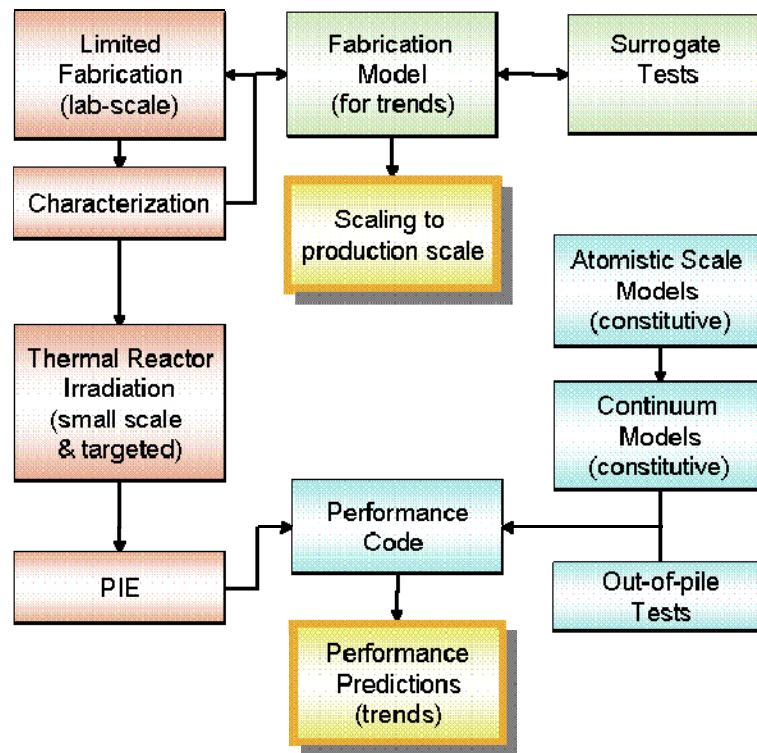 Limited
Fabrication
(lab-scale)
Fabrication
Model
(for trends)
Surrogate
Tests
Characterization
Scaling to
production scale
Atomistic Scale
Models
(constitutive)
Thermal Reactor
Irradiation
(small scale
& targeted)
Continuum
Models
(constitutive)
Performance
Code
PIE
Out-of-pile
Tests
Performance
Predictions
(trends)